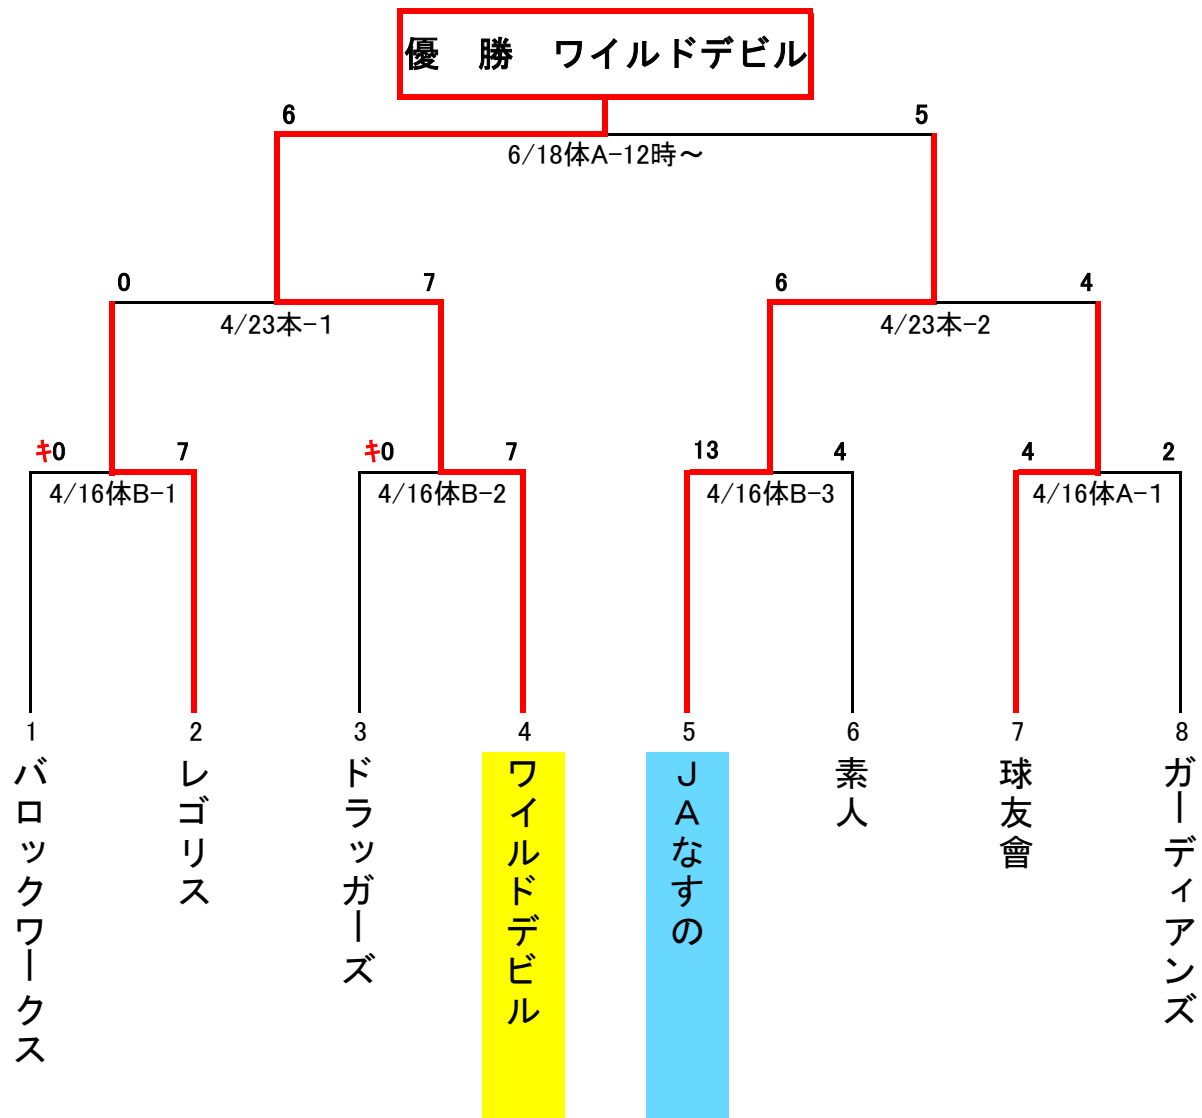 優　勝　ワイルドデビル
6 5
6/18体A-12時～
0 7 6 4
4/23本-1 4/23本-2
ｷ0 7 ｷ0 7 13 4 4 2
4/16体B-1 4/16体B-2 4/16体B-3 4/16体A-1
1 2 3 4 5 6 7 8
バロックワークス
レゴリス
ドラッガーズ
ワイルドデビル
ＪＡなすの
素人
球友會
ガーディアンズ